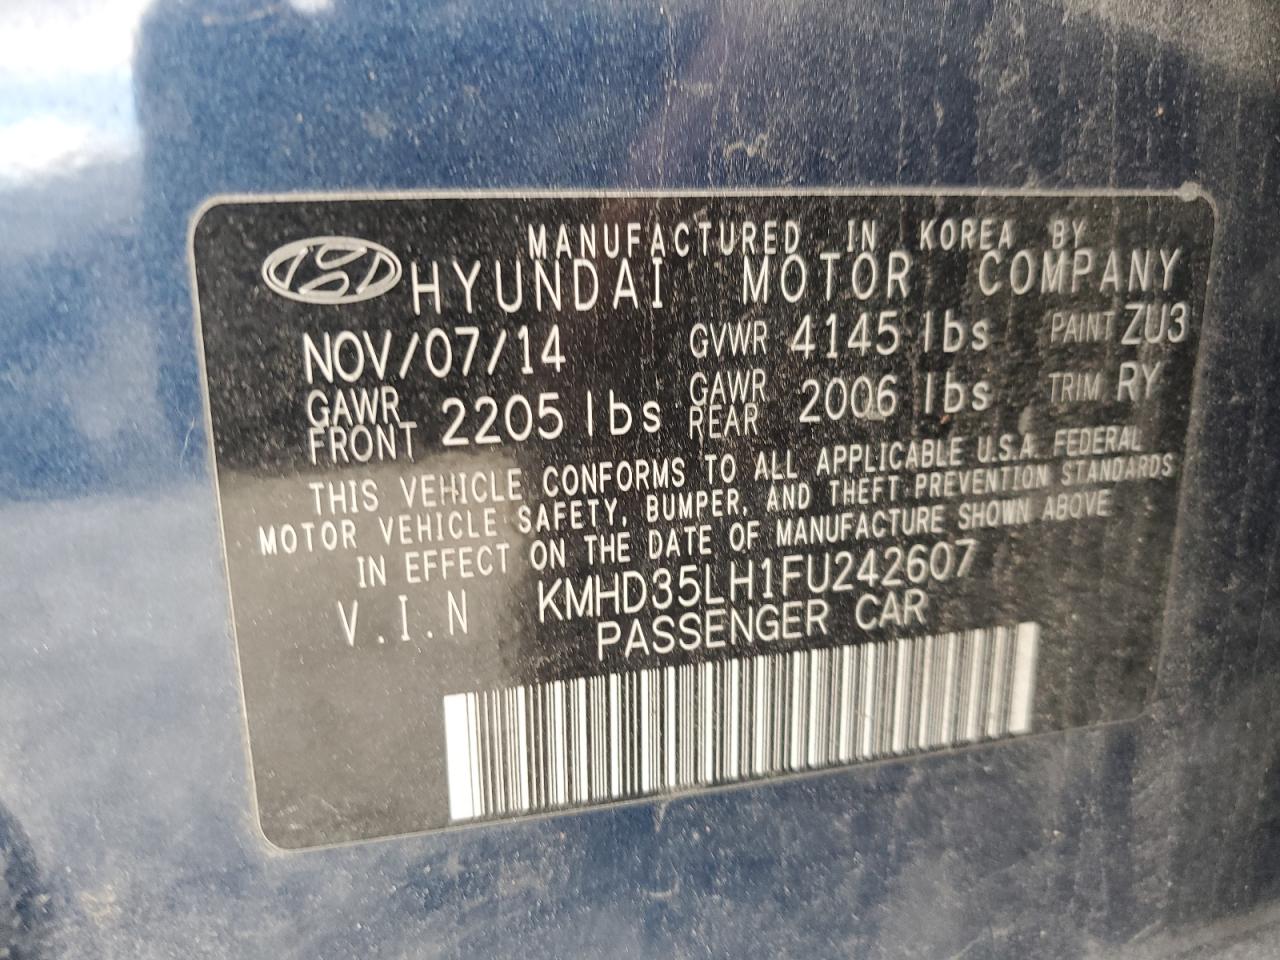 MANUFACTURED IN KOREA BY
HYUNDAI MOTOR COMPANY
NOV/07/14 GVWR 4145 lbs PAINT ZU3
GAWR FRONT 2205 lbs GAWR REAR 2006 lbs TRIM RY
THIS VEHICLE CONFORMS TO ALL APPLICABLE U.S.A. FEDERAL
MOTOR VEHICLE SAFETY, BUMPER, AND THEFT PREVENTION STANDARDS
IN EFFECT ON THE DATE OF MANUFACTURE SHOWN ABOVE
V.I.N KMHD35LH1FU242607
PASSENGER CAR